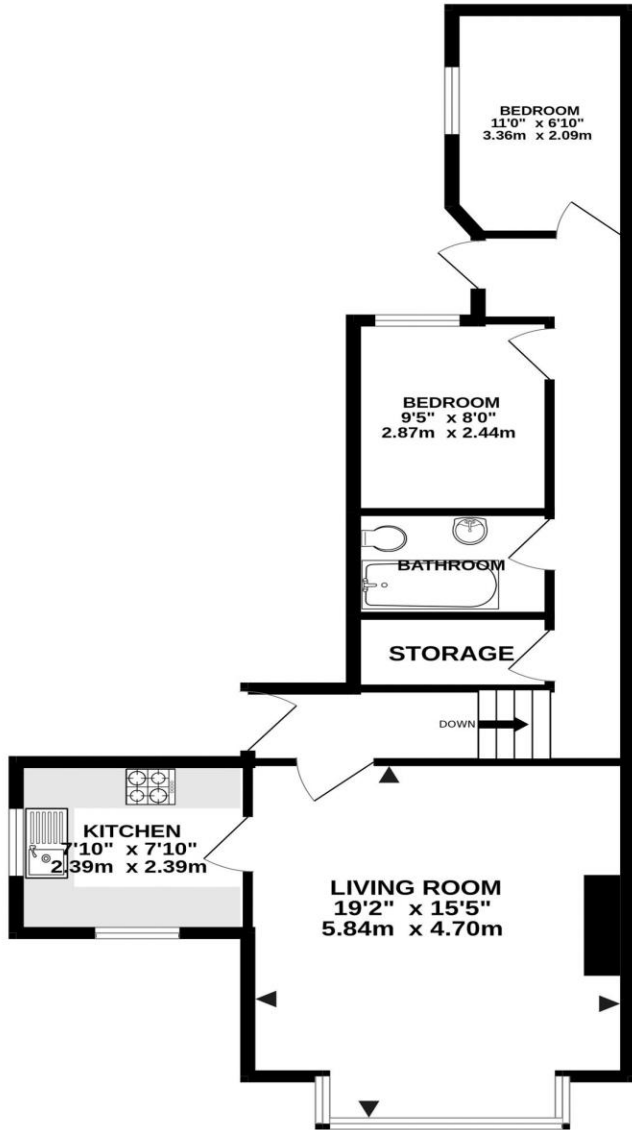 BEDROOM
11'0" x 6'10"
3.36m x 2.09m
BEDROOM
9'5" x 8'0"
2.87m x 2.44m
BATHROOM
STORAGE
DOWN
KITCHEN
7'10" x 7'10"
2.39m x 2.39m
LIVING ROOM
19'2" x 15'5"
5.84m x 4.70m